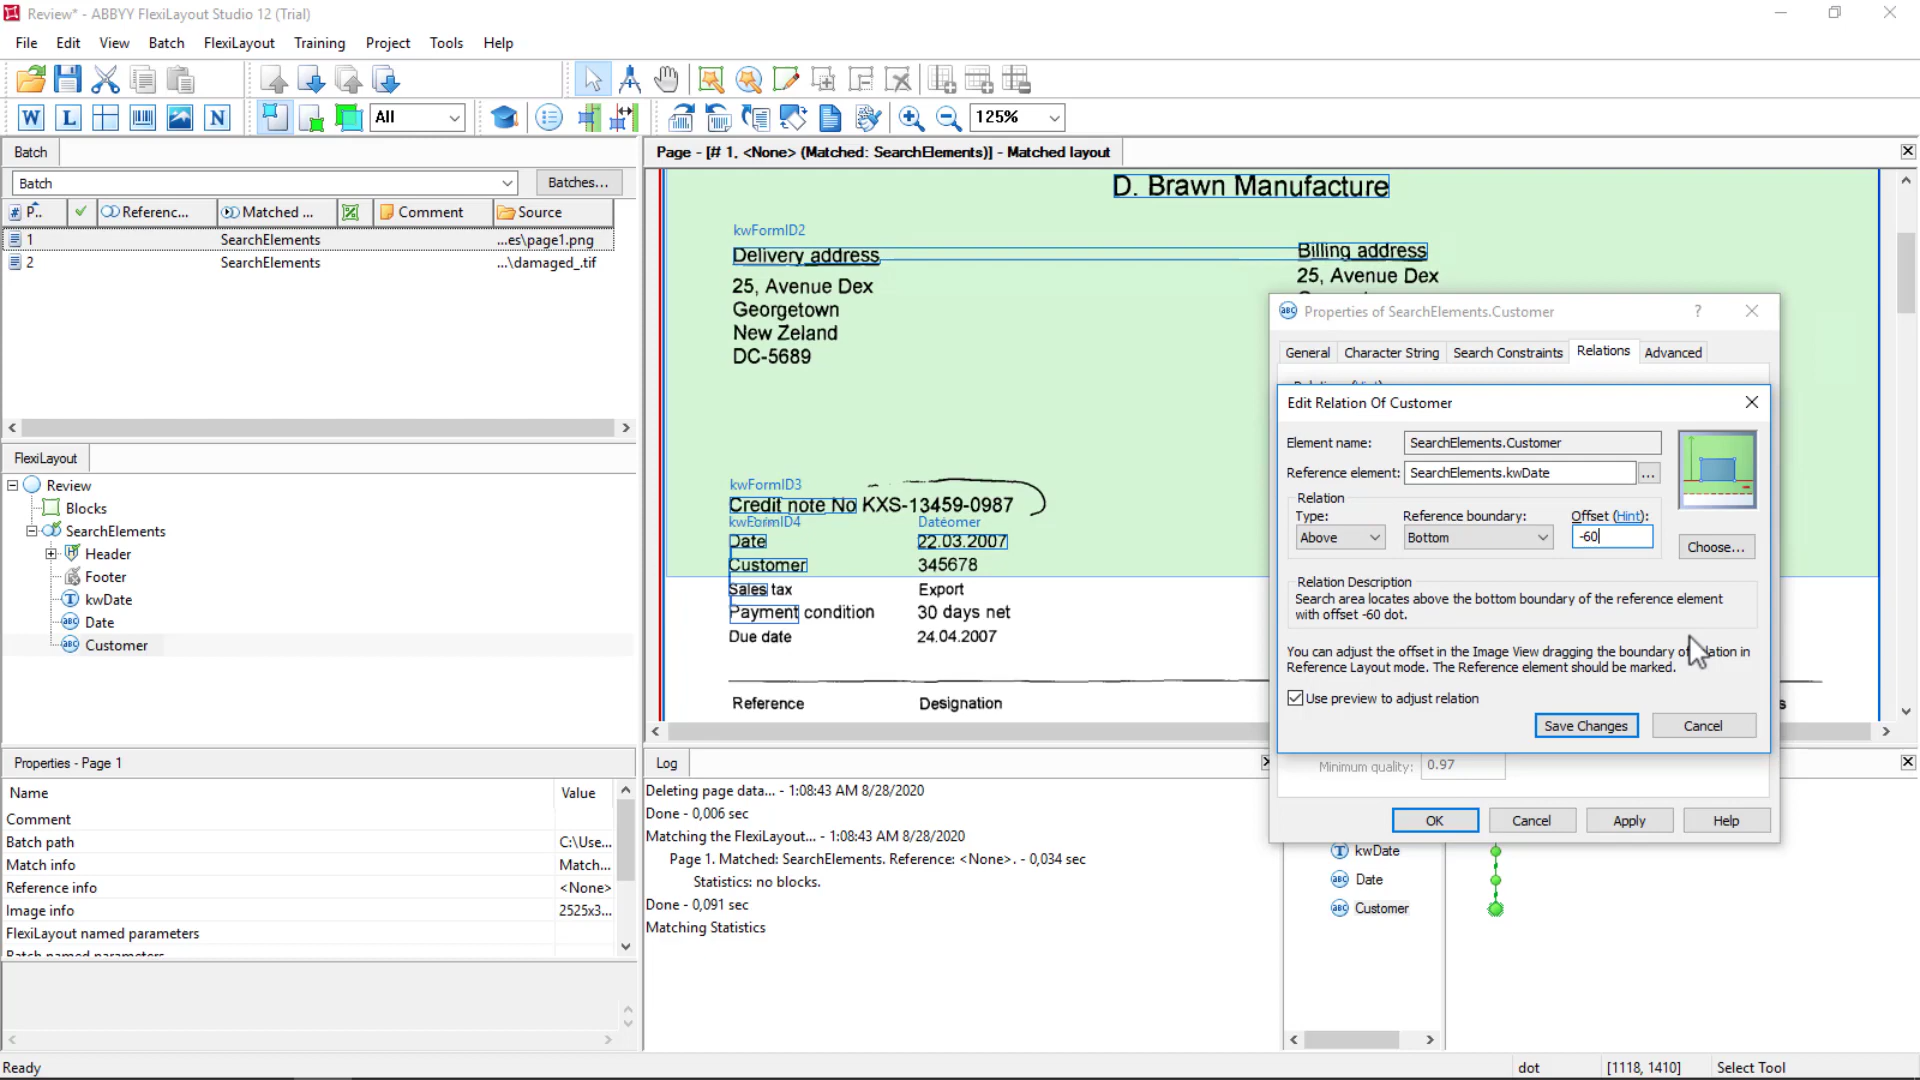 Review* - ABBYY FlexiLayout Studio 12 (Trial)
File Edit View Batch FlexiLayout Training Project Tools Help
W L N All 125%
Batch
Page - [# 1, <None> (Matched: SearchElements)] - Matched layout
Batch Batches...
# P.. Referenc... Matched ... Comment Source
1 SearchElements ...es\page1.png
2 SearchElements ...\damaged_.tif
D. Brawn Manufacture
kwFormID2
Delivery address Billing address
25, Avenue Dex 25, Avenue Dex
Georgetown
New Zeland
DC-5689
kwFormID3
Credit note No KXS-13459-0987
kwFormID4
Date 22.03.2007
Customer 345678
Sales tax Export
Payment condition 30 days net
Due date 24.04.2007
Reference Designation
FlexiLayout
Review
Blocks
SearchElements
Header
Footer
kwDate
Date
Customer
Properties of SearchElements.Customer ?
General Character String Search Constraints Relations Advanced
Edit Relation Of Customer
Element name: SearchElements.Customer
Reference element: SearchElements.kwDate ...
Relation
Type: Reference boundary: Offset (Hint):
Above Bottom -60
Choose...
Relation Description
Search area locates above the bottom boundary of the reference element
with offset -60 dot.
You can adjust the offset in the Image View dragging the boundary of relation in
Reference Layout mode. The Reference element should be marked.
Use preview to adjust relation
Save Changes Cancel
Minimum quality: 0.97
OK Cancel Apply Help
kwDate
Date
Customer
Properties - Page 1
Name Value
Comment
Batch path C:\Use...
Match info Match...
Reference info <None>
Image info 2525x3...
FlexiLayout named parameters
Batch named parameters
Log
Deleting page data... - 1:08:43 AM 8/28/2020
Done - 0,006 sec
Matching the FlexiLayout... - 1:08:43 AM 8/28/2020
Page 1. Matched: SearchElements. Reference: <None>. - 0,034 sec
Statistics: no blocks.
Done - 0,091 sec
Matching Statistics
Ready dot [1118, 1410] Select Tool